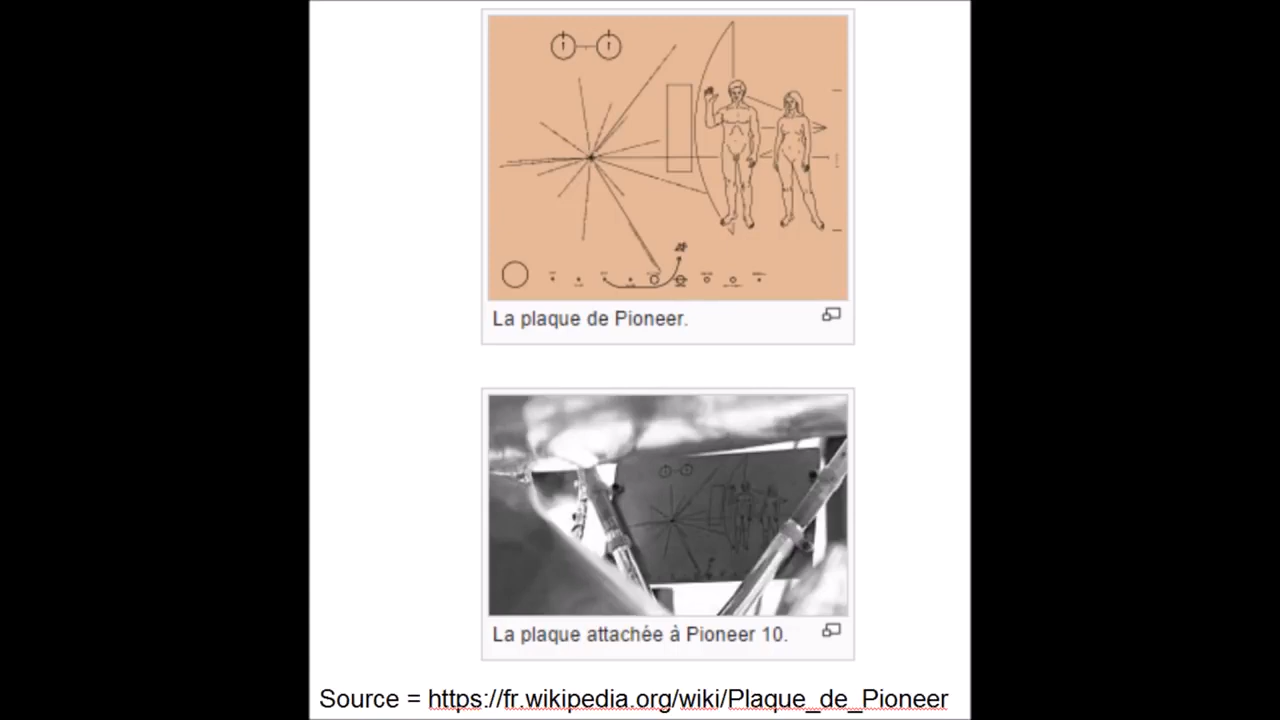 La plaque de Pioneer.
La plaque attachée à Pioneer 10.
Source = https://fr.wikipedia.org/wiki/Plaque_de_Pioneer